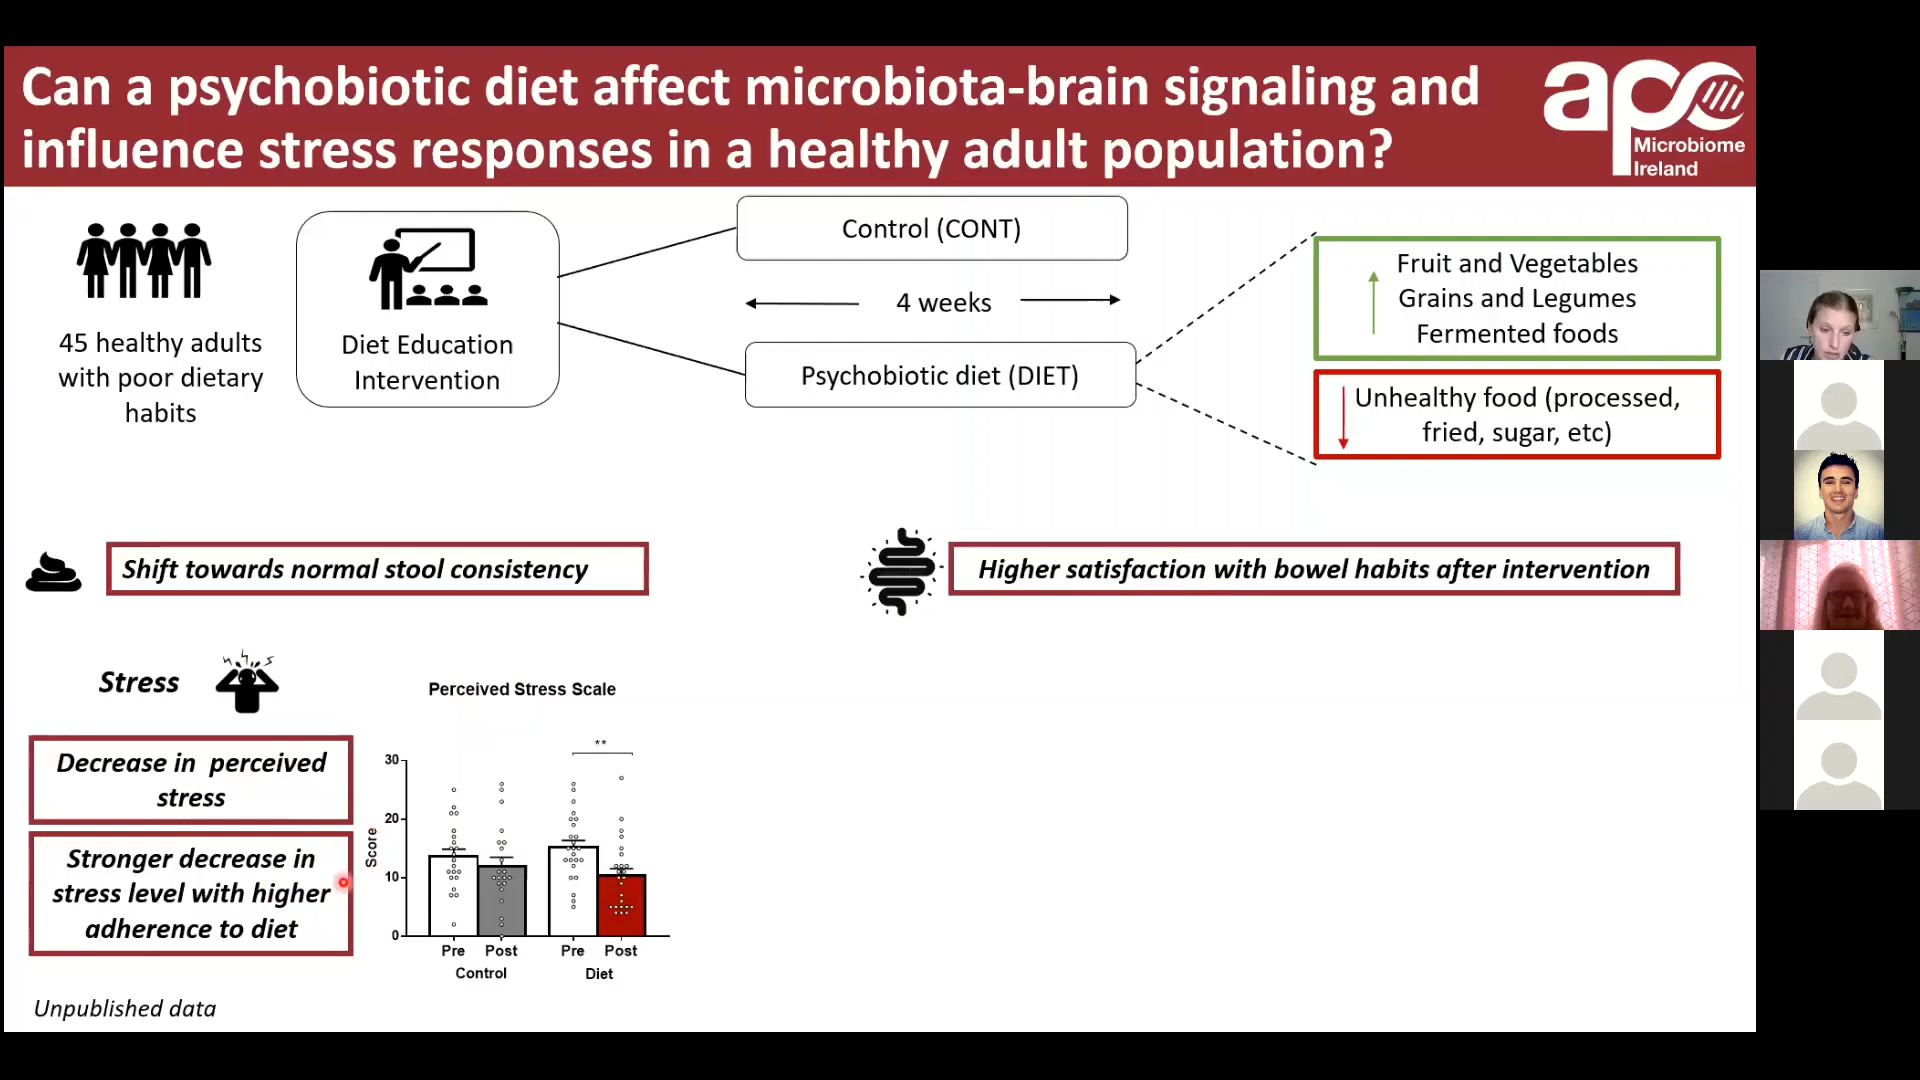 Can a psychobiotic diet affect microbiota-brain signaling and
influence stress responses in a healthy adult population?
apc
Microbiome
Ireland
45 healthy adults
with poor dietary
habits
Diet Education
Intervention
Control (CONT)
4 weeks
Psychobiotic diet (DIET)
Fruit and Vegetables
Grains and Legumes
Fermented foods
Unhealthy food (processed,
fried, sugar, etc)
Shift towards normal stool consistency
Higher satisfaction with bowel habits after intervention
Stress
Decrease in perceived
stress
Stronger decrease in
stress level with higher
adherence to diet
Perceived Stress Scale
**
30
20
10
0
Score
Pre Post Pre Post
Control Diet
Unpublished data